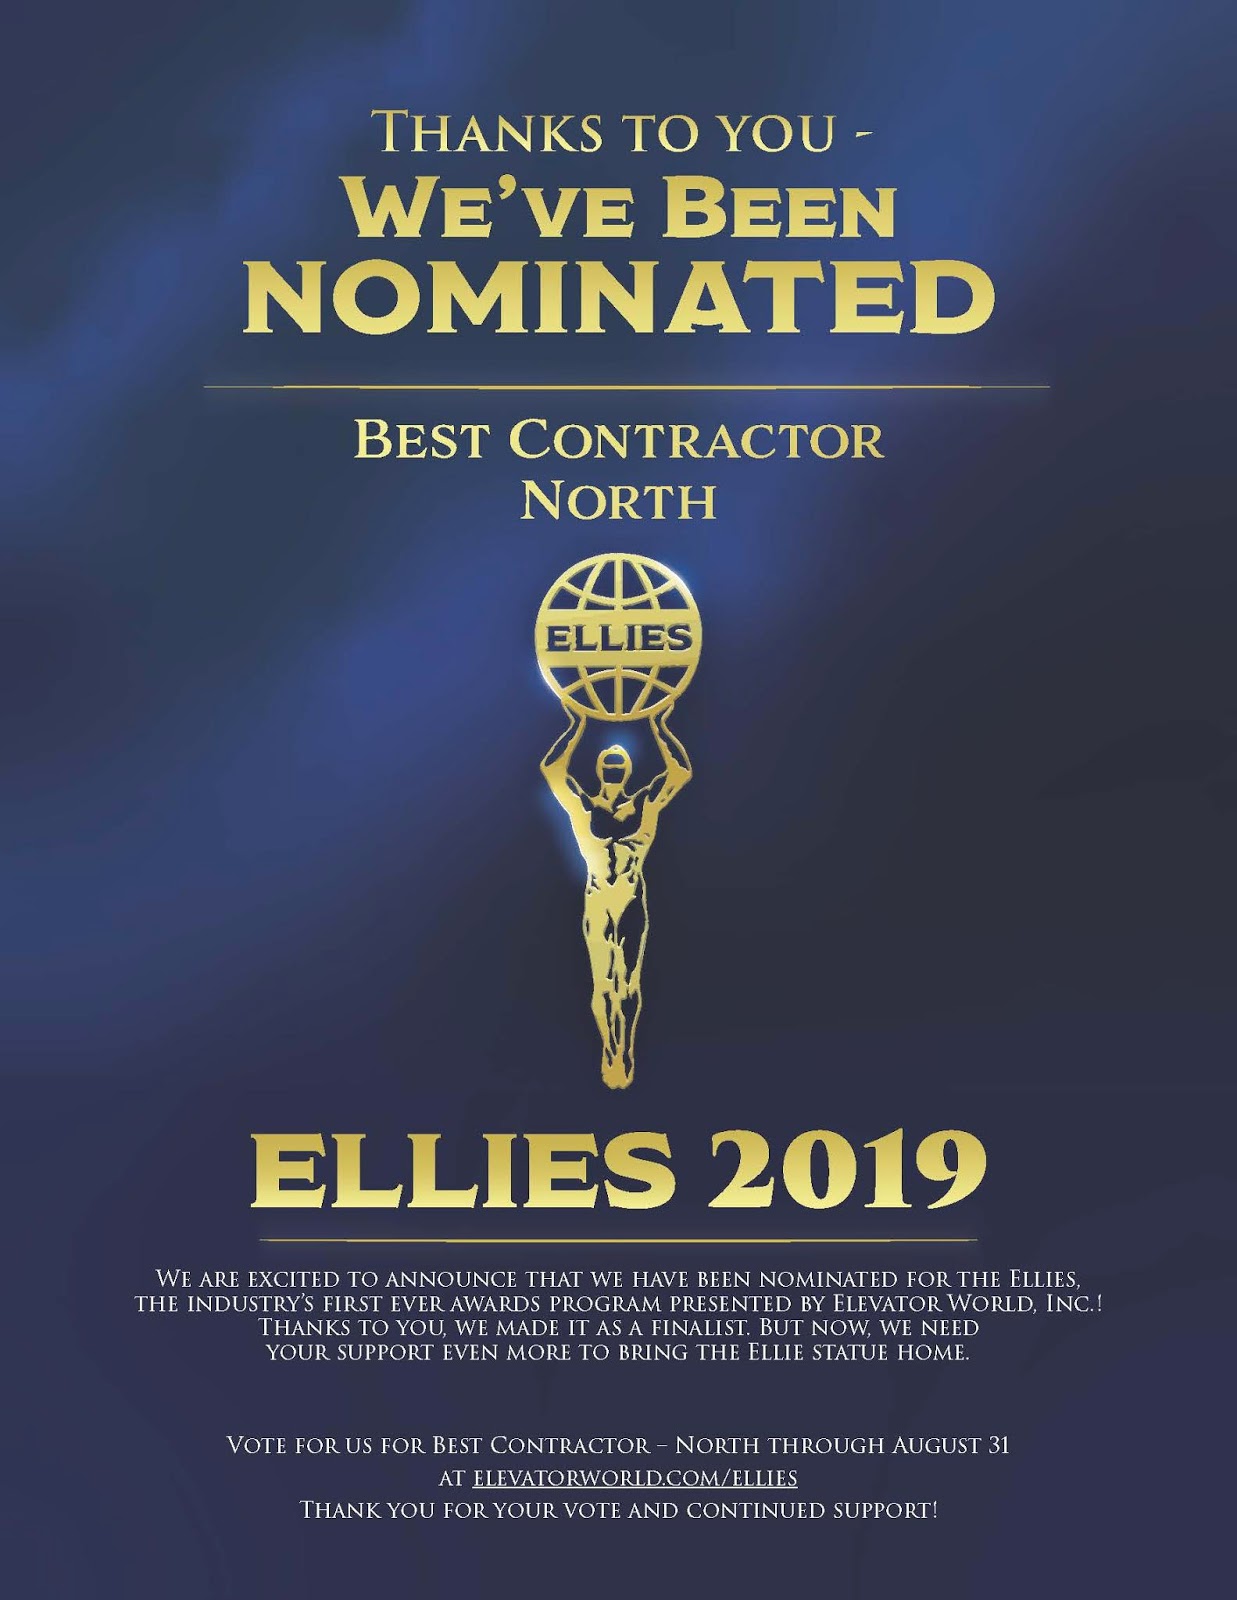 Thanks to you -
We've Been
NOMINATED
Best Contractor
North
ELLIES
ELLIES 2019
We are excited to announce that we have been nominated for the Ellies,
the industry's first ever awards program presented by Elevator World, Inc.!
Thanks to you, we made it as a finalist. But now, we need
your support even more to bring the Ellie statue home.
Vote for us for Best Contractor – North through August 31
at elevatorworld.com/ellies
Thank you for your vote and continued support!